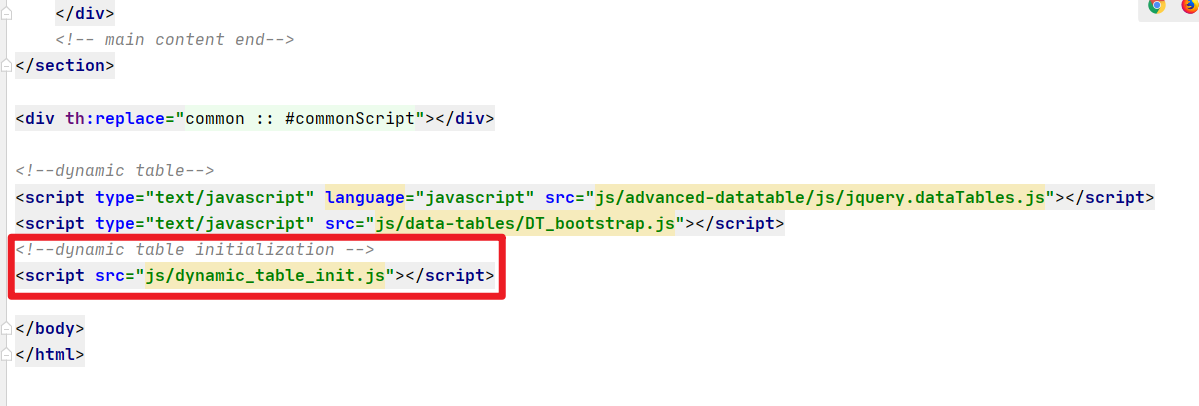 </div>
<!-- main content end-->
</section>
<div th:replace="common :: #commonScript"></div>
<!--dynamic table-->
<script type="text/javascript" language="javascript" src="js/advanced-datatable/js/jquery.dataTables.js"></script>
<script type="text/javascript" src="js/data-tables/DT_bootstrap.js"></script>
<!--dynamic table initialization -->
<script src="js/dynamic_table_init.js"></script>
</body>
</html>